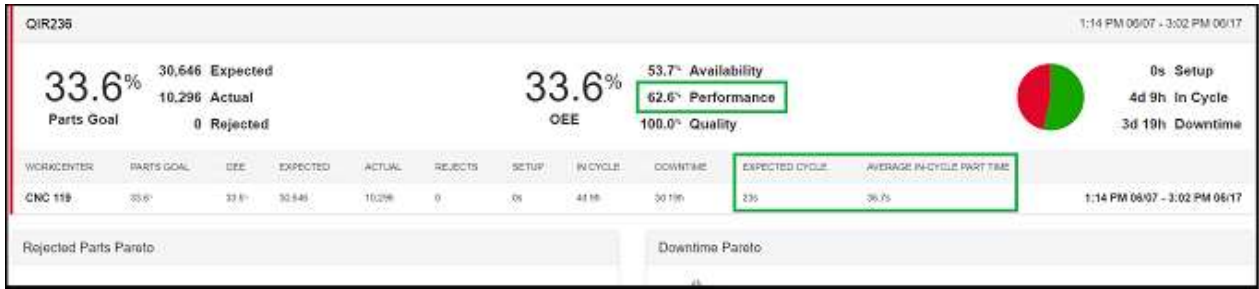 QIR236 1:14 PM 06/07 - 3:02 PM 06/17
33.6% Parts Goal
30,646 Expected
10,296 Actual
0 Rejected
33.6% OEE
53.7% Availability
62.6% Performance
100.0% Quality
0s Setup
4d 9h In Cycle
3d 19h Downtime
WORKCENTER PARTS GOAL OEE EXPECTED ACTUAL REJECTS SETUP IN CYCLE DOWNTIME EXPECTED CYCLE AVERAGE IN-CYCLE PART TIME
CNC 119 33.6% 33.6% 30,646 10,296 0 0s 4d 9h 3d 19h 23s 36.7s 1:14 PM 06/07 - 3:02 PM 06/17
Rejected Parts Pareto Downtime Pareto